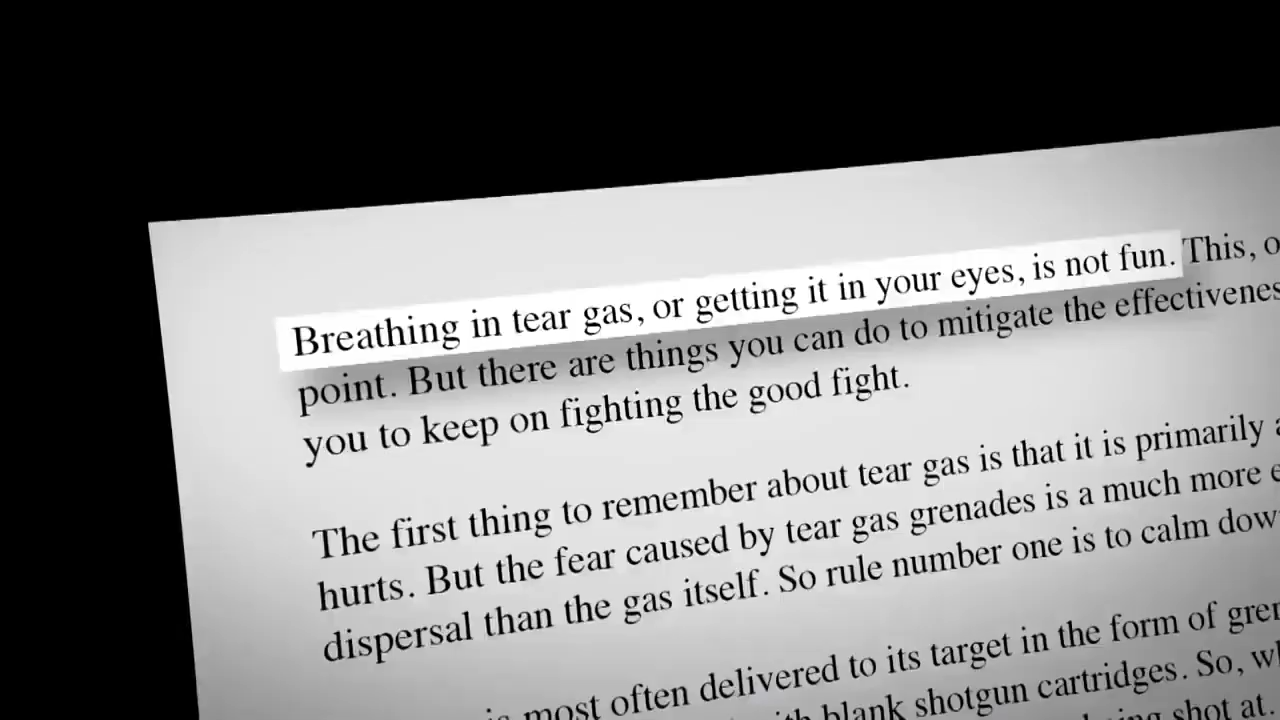 Breathing in tear gas, or getting it in your eyes, is not fun. This,
point. But there are things you can do to mitigate the
you to keep on fighting the good fight.
The first thing to remember about tear gas is that it is primarily
hurts. But the fear caused by tear gas grenades is a much more
dispersal than the gas itself. So rule number one is to calm
most often delivered to its target in the form of
blank shotgun cartridges. So,
shot at.